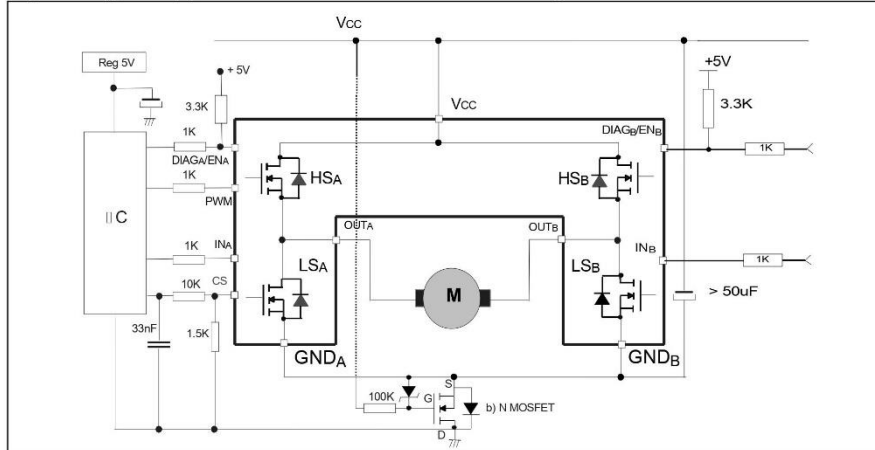 VCC
Reg 5V
+ 5V
+5V
3.3K
VCC
3.3K
1K
DIAGA/ENA
DIAGB/ENB
1K
HSA
HSB
1K
PWM
OUTA
OUTB
INA
INB
1K
1K
μC
LSA
LSB
10K
CS
M
> 50uF
33nF
1.5K
GNDA
GNDB
S
100K
G
b) N MOSFET
D